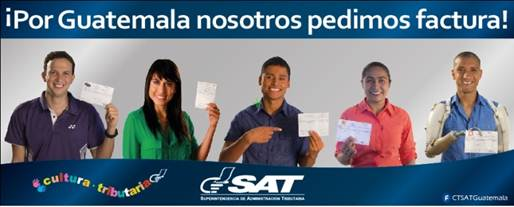 ¡Por Guatemala nosotros pedimos factura!
cultura·tributaria
SAT
SUPERINTENDENCIA DE ADMINISTRACIÓN TRIBUTARIA
CTSATGuatemala